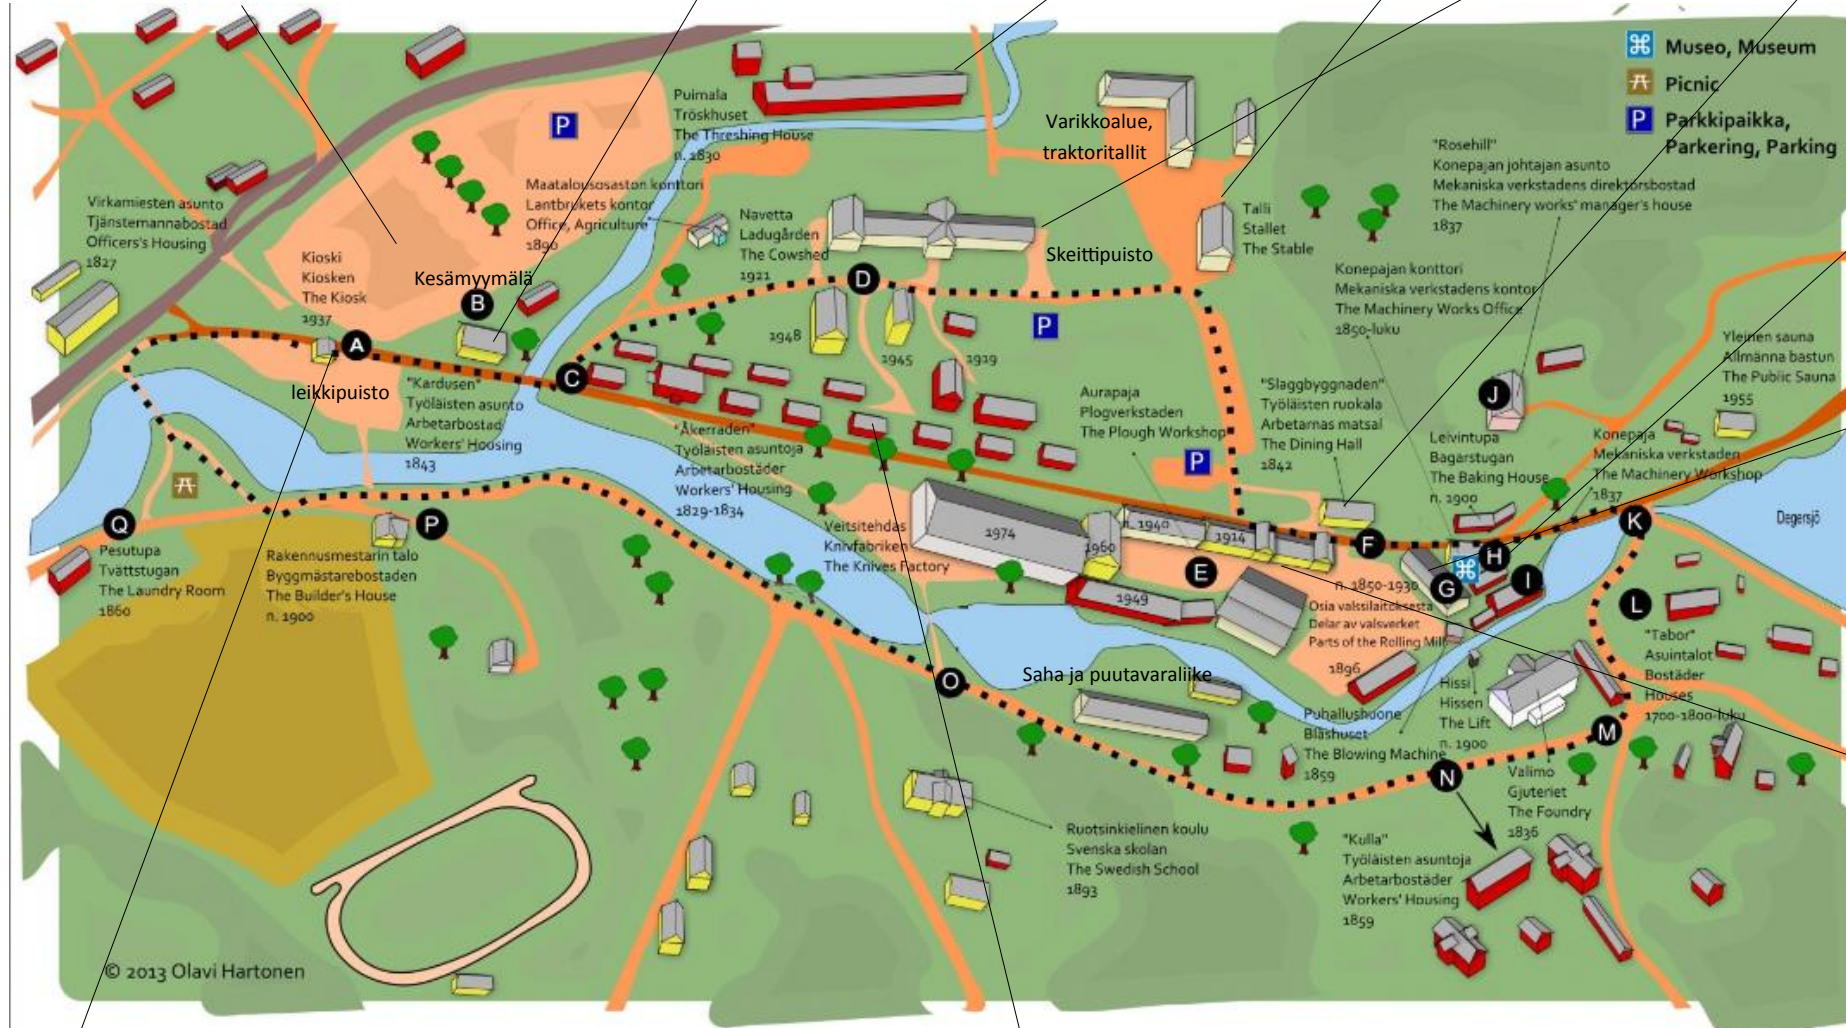 Museo, Museum
Picnic
P
Parkkipaikka,
Parkering, Parking
P
Puimala
Tröskhuset
The Threshing House
n. 1830
Varikkoalue,
traktoritallit
"Rosehill"
Konepajan johtajan asunto
Mekaniska verkstadens direktörsbostad
The Machinery works' manager's house
1837
Virkamiesten asunto
Tjänstemannabostad
Officers's Housing
1827
Maatalousosaston konttori
Lantbrukets kontor
Office, Agriculture
1890
Navetta
Ladugården
The Cowshed
1921
Skeittipuisto
Talli
Stallet
The Stable
Kioski
Kiosken
The Kiosk
1937
Kesämyymälä
B
D
Konepajan konttori
Mekaniska verkstadens kontor
The Machinery Works Office
1850-luku
A
C
1948
1945
1919
P
leikkipuisto
"Kardusen"
Työläisten asunto
Arbetarbostad
Workers' Housing
1843
"Åkerraden"
Työläisten asuntoja
Arbetarbostäder
Workers' Housing
1829-1834
Aurapaja
Plogverkstaden
The Plough Workshop
"Slaggbyggnaden"
Työläisten ruokala
Arbetarnas matsal
The Dining Hall
1842
P
J
Yleinen sauna
Allmänna bastun
The Public Sauna
1955
Leivintupa
Bagarstugan
The Baking House
n. 1900
Konepaja
Mekaniska verkstaden
The Machinery Workshop
1837
Degersjö
Q
Pesutupa
Tvättstugan
The Laundry Room
1860
Rakennusmestarin talo
Byggmästarebostaden
The Builder's House
n. 1900
P
Veitsitehdas
Knivfabriken
The Knives Factory
1974
1960
n. 1940
1914
1949
E
F
G
H
I
K
L
n. 1850-1930
Osia valssilaitoksesta
Delar av valsverket
Parts of the Rolling Mill
1896
"Tabor"
Asuintalot
Bostäder
Houses
1700-1800-luku
O
Saha ja puutavaraliike
Puhallushuone
Blåshuset
The Blowing Machine
1859
Hissi
Hissen
The Lift
n. 1900
M
N
Valimo
Gjuteriet
The Foundry
1836
Ruotsinkielinen koulu
Svenska skolan
The Swedish School
1893
"Kulla"
Työläisten asuntoja
Arbetarbostäder
Workers' Housing
1859
© 2013 Olavi Hartonen